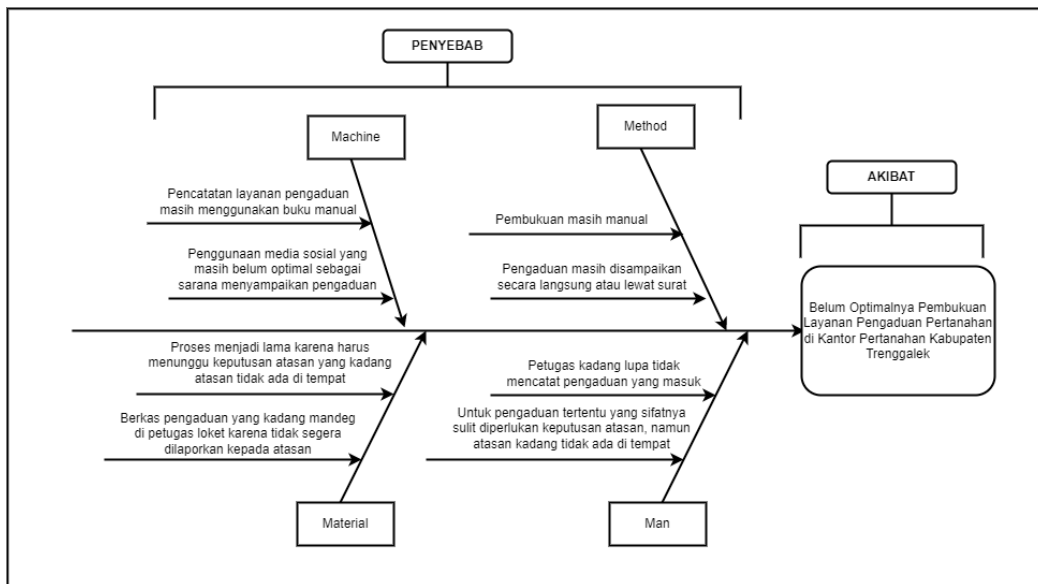 PENYEBAB
Machine
Method
Pencatatan layanan pengaduan
masih menggunakan buku manual
Penggunaan media sosial yang
masih belum optimal sebagai
sarana menyampaikan pengaduan
Pembukuan masih manual
Pengaduan masih disampaikan
secara langsung atau lewat surat
AKIBAT
Belum Optimalnya Pembukuan
Layanan Pengaduan Pertanahan
di Kantor Pertanahan Kabupaten
Trenggalek
Proses menjadi lama karena harus
menunggu keputusan atasan yang kadang
atasan tidak ada di tempat
Berkas pengaduan yang kadang mandeg
di petugas loket karena tidak segera
dilaporkan kepada atasan
Petugas kadang lupa tidak
mencatat pengaduan yang masuk
Untuk pengaduan tertentu yang sifatnya
sulit diperlukan keputusan atasan, namun
atasan kadang tidak ada di tempat
Material
Man